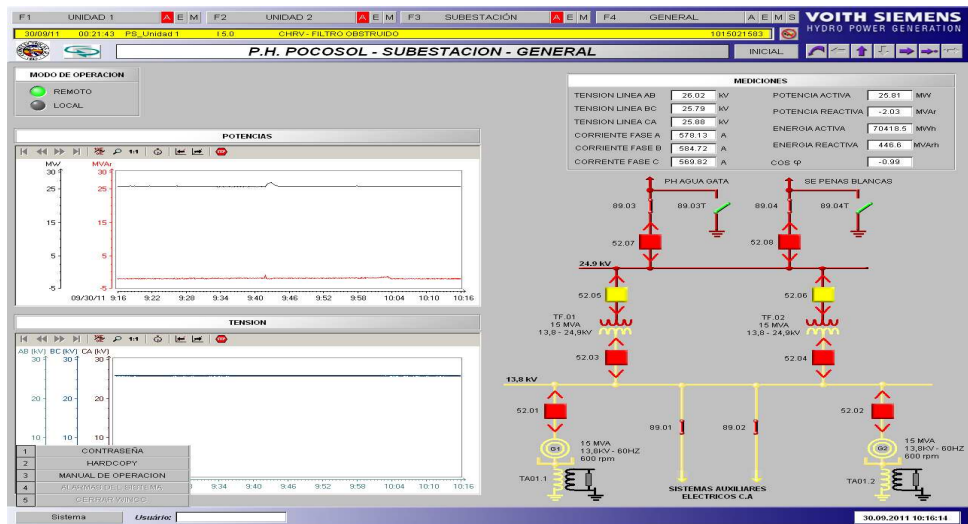 F1 UNIDAD 1 A E M F2 UNIDAD 2 A E M F3 SUBESTACIÓN A E M F4 GENERAL A E M S VOITH SIEMENS
HYDRO POWER GENERATION
30/09/11 00:21:43 PS_Unidad 1 I 5.0 CHRV - FILTRO OBSTRUIDO 1015021583
P.H. POCOSOL - SUBESTACION - GENERAL INICIAL
MODO DE OPERACION
REMOTO
LOCAL
MEDICIONES
TENSION LINEA AB 26.02 kV POTENCIA ACTIVA 25.81 MW
TENSION LINEA BC 25.79 kV POTENCIA REACTIVA -2.03 MVAr
TENSION LINEA CA 25.88 kV
CORRIENTE FASE A 578.13 A ENERGIA ACTIVA 70418.5 MWh
CORRIENTE FASE B 584.72 A ENERGIA REACTIVA 446.6 MVArh
CORRIENTE FASE C 569.82 A COS φ -0.99
POTENCIAS
1:1
MW MVAr
30 30
25 25
15 15
5 5
-5 -5
09/30/11 9:16 9:22 9:28 9:34 9:40 9:46 9:52 9:58 10:04 10:10 10:16
TENSION
1:1
AB (kV) BC (kV) CA (kV)
30 30 30
20 20 20
10 10 10
9:34 9:40 9:46 9:52 9:58 10:04 10:10 10:16
1 CONTRASEÑA
2 HARDCOPY
3 MANUAL DE OPERACION
4 ALARMAS DEL SISTEMA
5 CERRAR WINCC
PH AGUA GATA SE PENAS BLANCAS
89.03 89.03T 89.04 89.04T
52.07 52.08
24.9 kV
52.05 52.06
TF.01 TF.02
15 MVA 15 MVA
13,8 - 24,9kV 13,8 - 24,9kV
52.03 52.04
13,8 kV
52.01 52.02
89.01 89.02
G1 15 MVA G2 15 MVA
13,8KV - 60HZ 13,8KV - 60HZ
600 rpm 600 rpm
TA01.1 TA01.2
SISTEMAS AUXILIARES
ELECTRICOS C.A
Sistema Usuário: 30.09.2011 10:16:14